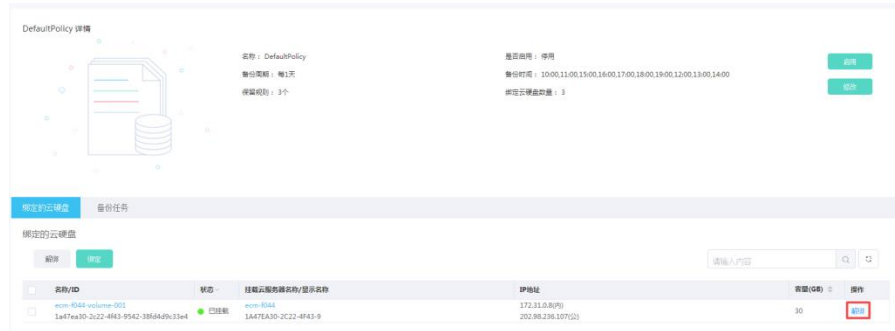 DefaultPolicy 详情
名称： DefaultPolicy
是否启用： 停用
启用
备份周期： 每1天
备份时间： 10:00,11:00,15:00,16:00,17:00,18:00,19:00,12:00,13:00,14:00
修改
保留规则： 3个
绑定云硬盘数量： 3
绑定的云硬盘 备份任务
绑定的云硬盘
解绑 绑定 请输入内容
名称/ID 状态 挂载云服务器名称/显示名称 IP地址 容量(GB) 操作
ecm-f044-volume-001 ecm-f044 172.31.0.8(内)
已挂载 30 解绑
1a47ea30-2c22-4f43-9542-38fd4d9c33e4 1A47EA30-2C22-4F43-9 202.98.236.107(公)